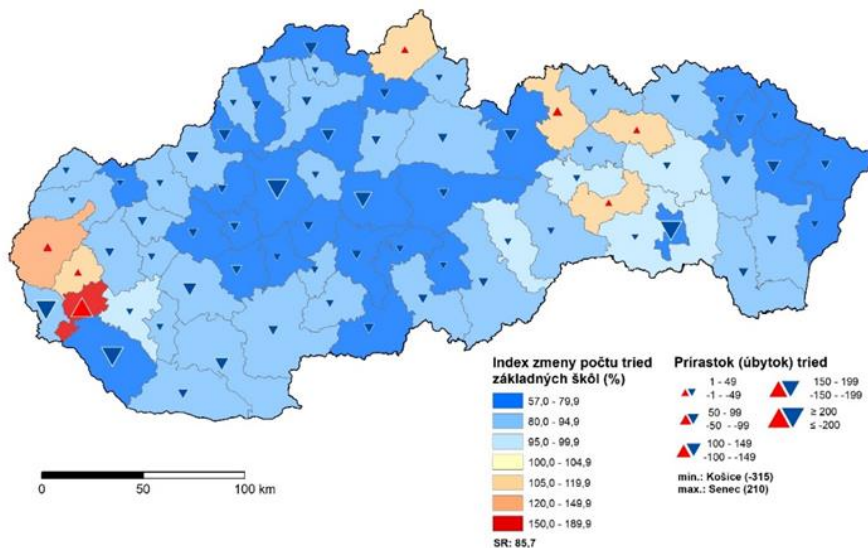 0 50 100 km
Index zmeny počtu tried
základných škôl (%)
57,0 - 79,9
80,0 - 94,9
95,0 - 99,9
100,0 - 104,9
105,0 - 119,9
120,0 - 149,9
150,0 - 189,9
SR: 85,7
Prírastok (úbytok) tried
1 - 49
-1 - -49
50 - 99
-50 - -99
100 - 149
-100 - -149
150 - 199
-150 - -199
≥ 200
≤ -200
min.: Košice (-315)
max.: Senec (210)